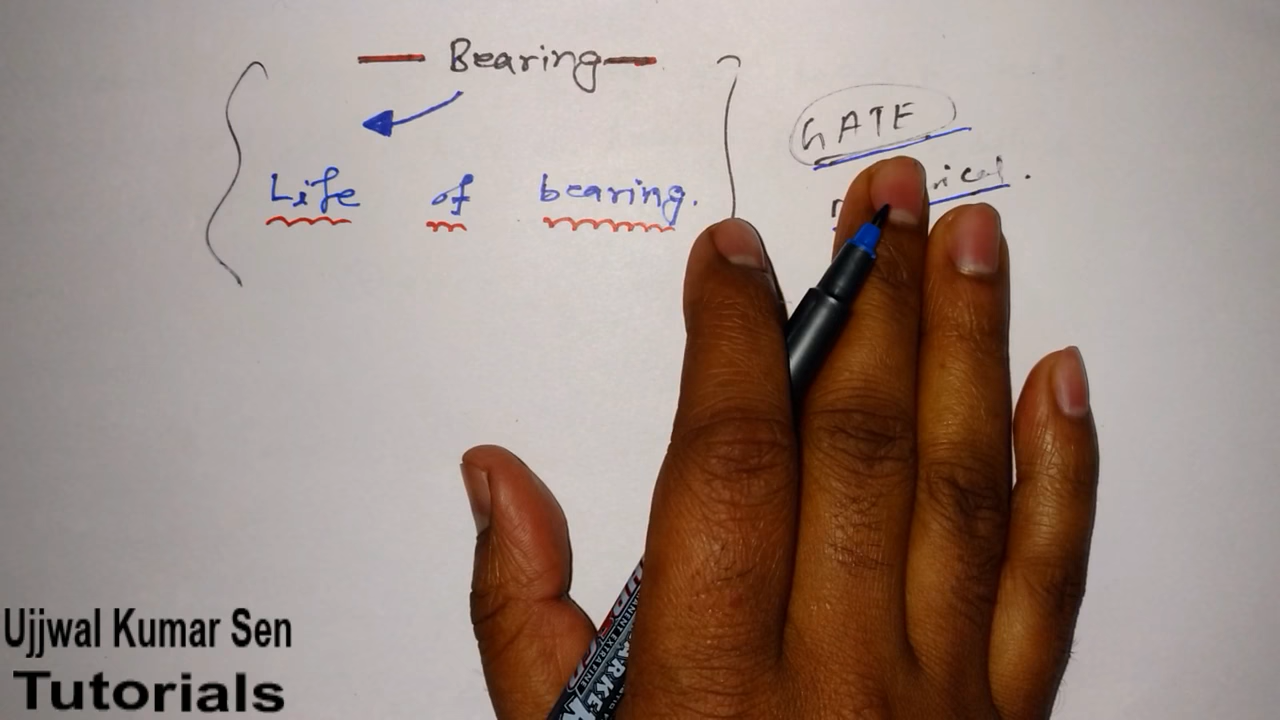 Bearing
Life of bearing.
GATE
Ujjwal Kumar Sen
Tutorials